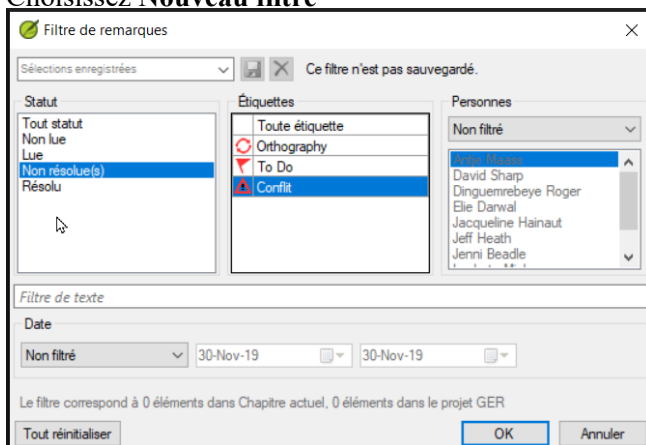 Choisissez Nouveau filtre
Filtre de remarques
Sélections enregistrées
Ce filtre n'est pas sauvegardé.
Statut
Étiquettes
Personnes
Tout statut
Non lue
Lue
Non résolue(s)
Résolu
Toute étiquette
Orthography
To Do
Conflit
Non filtré
Antje Maass
David Sharp
Dinguemrebeye Roger
Elie Darwal
Jacqueline Hainaut
Jeff Heath
Jenni Beadle
Filtre de texte
Date
Non filtré
30-Nov-19
30-Nov-19
Le filtre correspond à 0 éléments dans Chapitre actuel, 0 éléments dans le projet GER
Tout réinitialiser
OK
Annuler